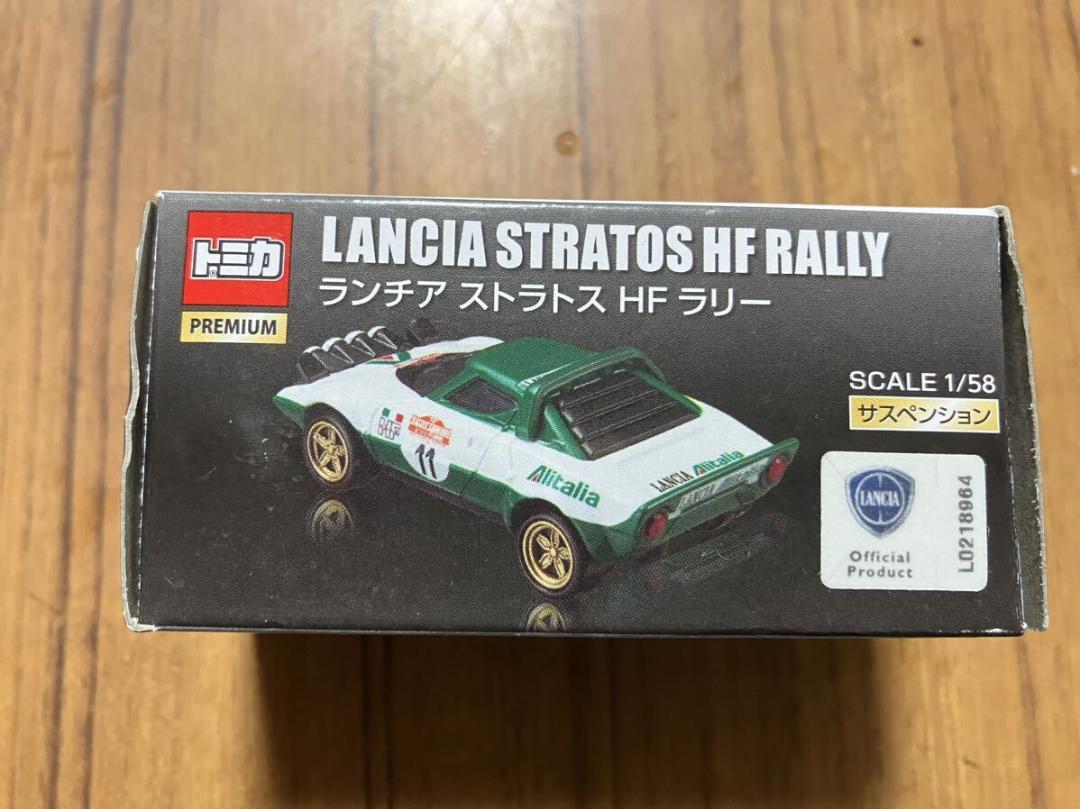 トミカ
PREMIUM
LANCIA STRATOS HF RALLY
ランチア ストラトス HF ラリー
SCALE 1/58
サスペンション
HF
11
Alitalia
LANCIA Alitalia
LANCIA
Official
Product
L0218964